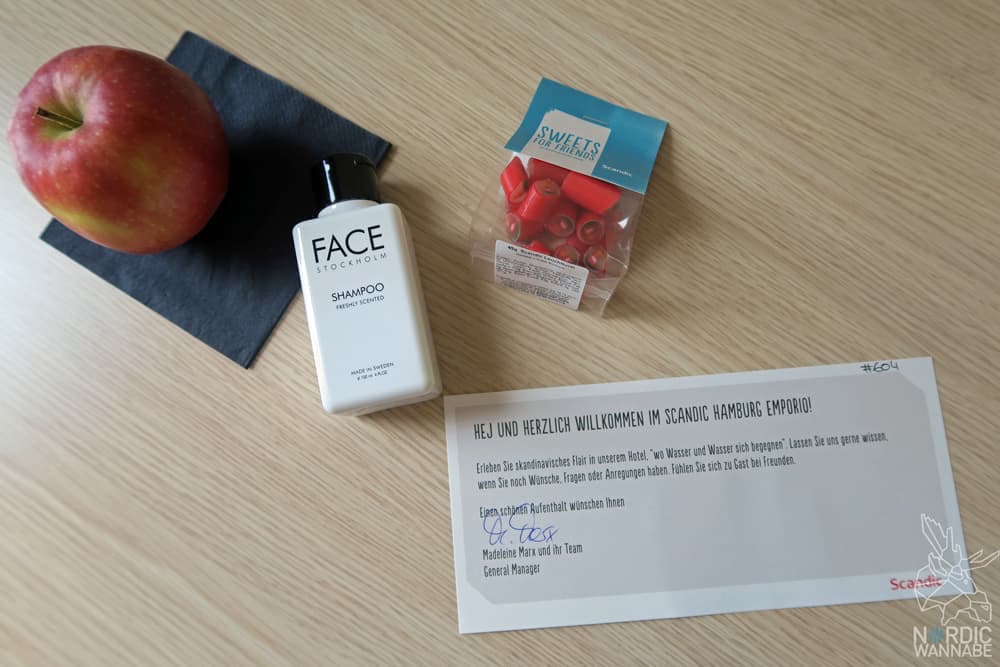 FACE
STOCKHOLM
SHAMPOO
FRESHLY SCENTED
MADE IN SWEDEN
SWEETS
FOR FRIENDS
Scandic
#604
HEJ UND HERZLICH WILLKOMMEN IM SCANDIC HAMBURG EMPORIO!
Erleben Sie skandinavisches Flair in unserem Hotel, "wo Wasser und Wasser sich begegnen". Lassen Sie uns gerne wissen,
wenn Sie noch Wünsche, Fragen oder Anregungen haben. Fühlen Sie sich zu Gast bei Freunden.
Einen schönen Aufenthalt wünschen Ihnen
Madeleine Marx und ihr Team
General Manager
Scandic
NORDIC
WANNABE